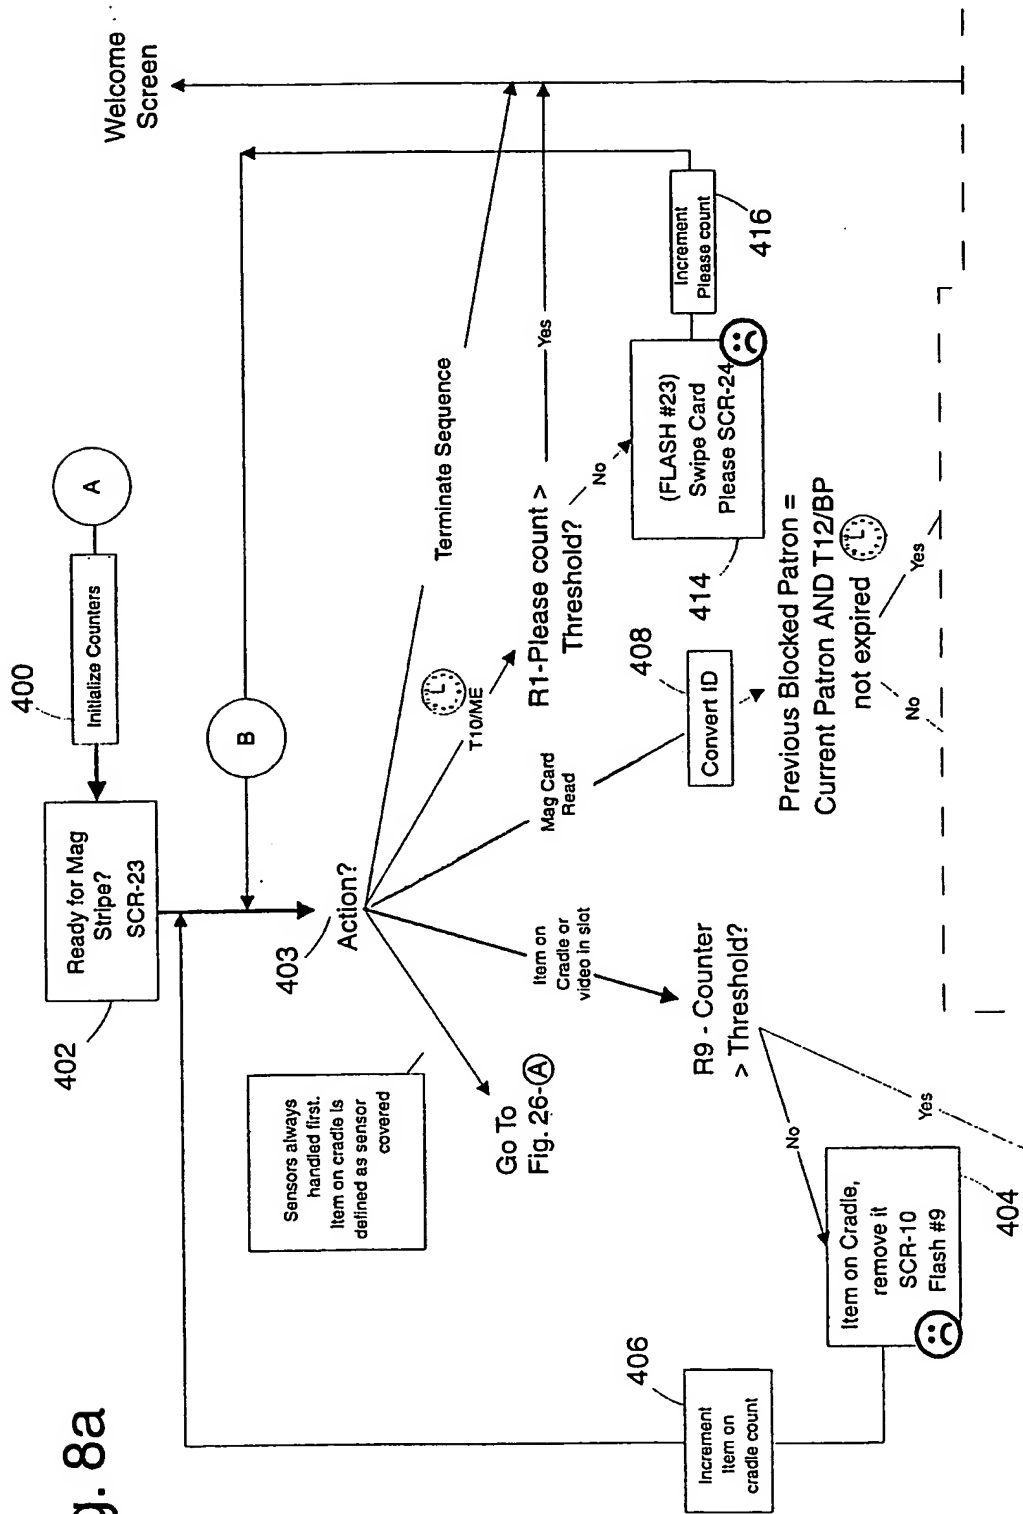 g. 8a
Welcome
Screen
A
Initialize Counters
400
Ready for Mag
Stripe?
SCR-23
402
B
403
Action?
Sensors always
handled first.
Item on cradle is
defined as sensor
covered
Go To
Fig. 26-A
Item on
Cradle or
video in slot
Mag Card
Read
T10/ME
Terminate Sequence
R1-Please count >
Threshold?
Yes
No
(FLASH #23)
Swipe Card
Please SCR-24
414
Increment
Please count
416
408
Convert ID
Previous Blocked Patron =
Current Patron AND T12/BP
not expired
No
Yes
R9 - Counter
> Threshold?
No
Yes
Item on Cradle,
remove it
SCR-10
Flash #9
404
406
Increment
Item on
cradle count